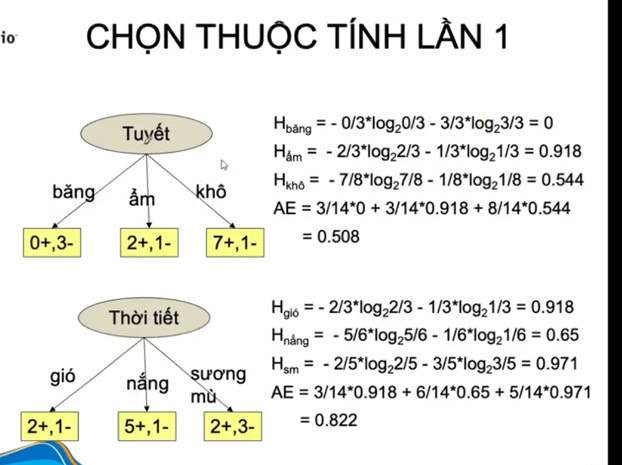 io
CHỌN THUỘC TÍNH LẦN 1
Tuyết
băng
ẩm
khô
0+,3-
2+,1-
7+,1-
Hbăng = - 0/3*log20/3 - 3/3*log23/3 = 0
Hẩm = - 2/3*log22/3 - 1/3*log21/3 = 0.918
Hkhô = - 7/8*log27/8 - 1/8*log21/8 = 0.544
AE = 3/14*0 + 3/14*0.918 + 8/14*0.544
= 0.508
Thời tiết
gió
nắng
sương
mù
2+,1-
5+,1-
2+,3-
Hgió = - 2/3*log22/3 - 1/3*log21/3 = 0.918
Hnắng = - 5/6*log25/6 - 1/6*log21/6 = 0.65
Hsm = - 2/5*log22/5 - 3/5*log23/5 = 0.971
AE = 3/14*0.918 + 6/14*0.65 + 5/14*0.971
= 0.822